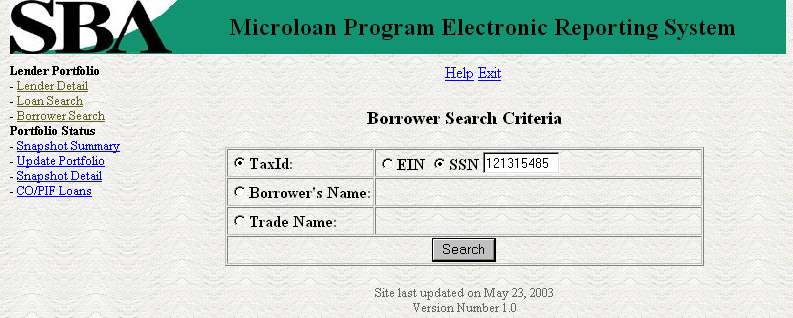 SBA Microloan Program Electronic Reporting System
Help Exit
Lender Portfolio
- Lender Detail
- Loan Search
- Borrower Search
Portfolio Status
- Snapshot Summary
- Update Portfolio
- Snapshot Detail
- CO/PIF Loans
Borrower Search Criteria
TaxId: EIN SSN 121315485
Borrower's Name:
Trade Name:
Search
Site last updated on May 23, 2003
Version Number 1.0